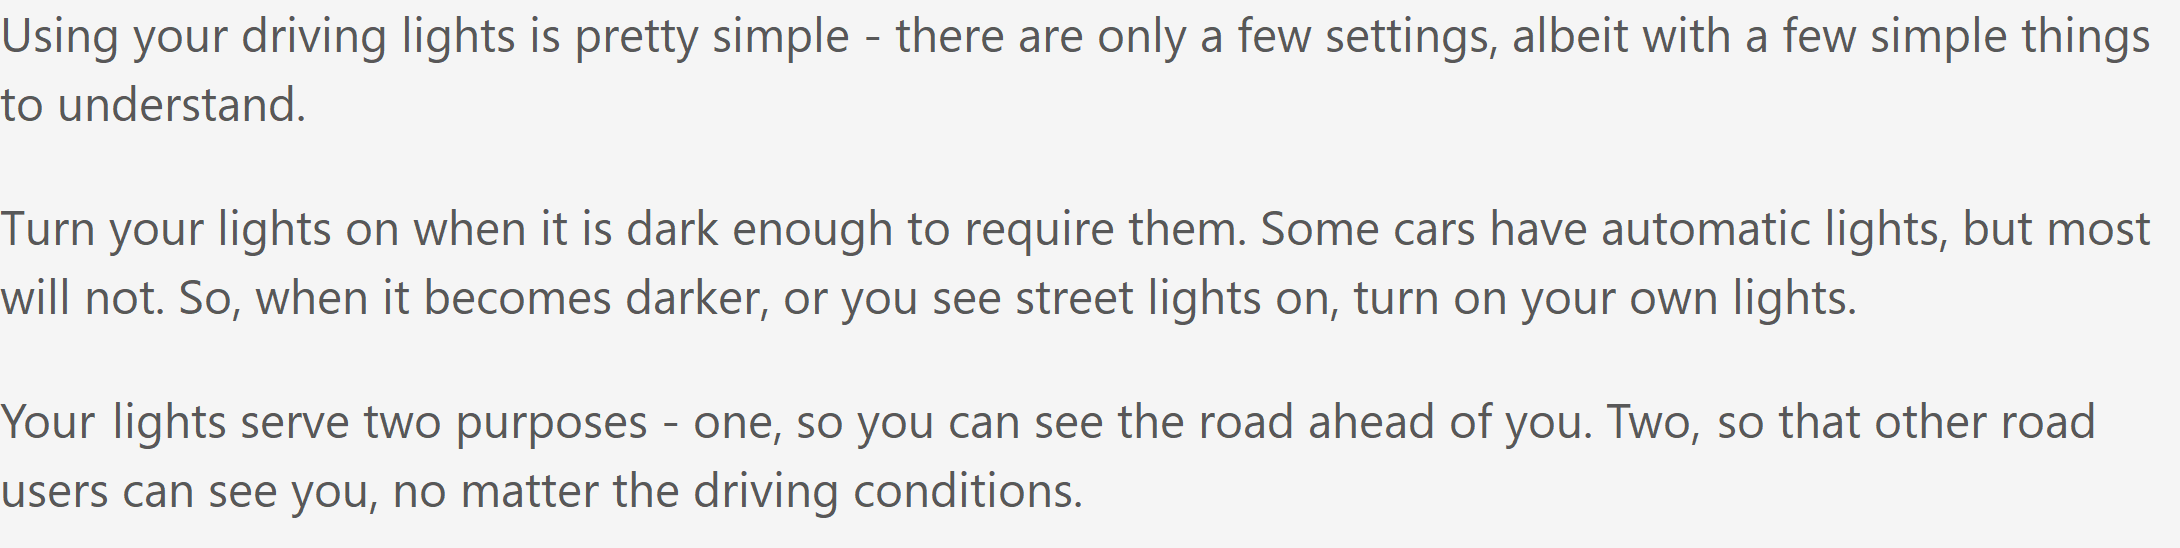 Using your driving lights is pretty simple - there are only a few settings, albeit with a few simple things
to understand.
Turn your lights on when it is dark enough to require them. Some cars have automatic lights, but most
will not. So, when it becomes darker, or you see street lights on, turn on your own lights.
Your lights serve two purposes - one, so you can see the road ahead of you. Two, so that other road
users can see you, no matter the driving conditions.